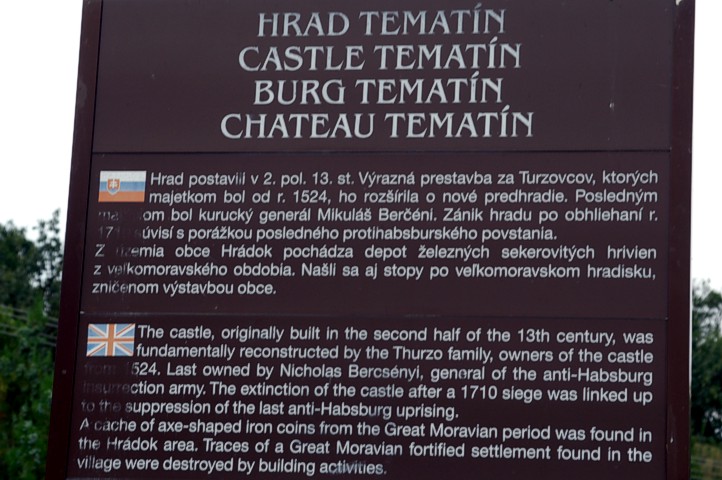 HRAD TEMATÍN
CASTLE TEMATÍN
BURG TEMATÍN
CHATEAU TEMATÍN
Hrad postavili v 2. pol. 13. st. Výrazná prestavba za Turzovcov, ktorých
majetkom bol od r. 1524, ho rozšírila o nové predhradie. Posledným
bol kurucký generál Mikuláš Berčéni. Zánik hradu po obhliehaní r.
súvisí s porážkou posledného protihabsburského povstania.
Z územia obce Hrádok pochádza depot železných sekerovitých hrivien
z veľkomoravského obdobia. Našli sa aj stopy po veľkomoravskom hradisku,
zničenom výstavbou obce.
The castle, originally built in the second half of the 13th century, was
fundamentally reconstructed by the Thurzo family, owners of the castle
from 1524. Last owned by Nicholas Bercsényi, general of the anti-Habsburg
insurrection army. The extinction of the castle after a 1710 siege was linked up
to the suppression of the last anti-Habsburg uprising.
A cache of axe-shaped iron coins from the Great Moravian period was found in
the Hrádok area. Traces of a Great Moravian fortified settlement found in the
village were destroyed by building activities.